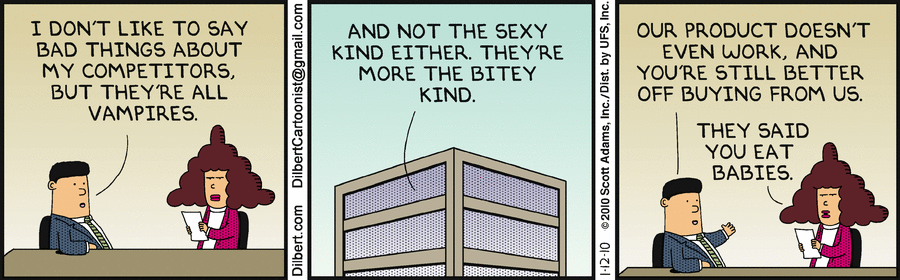 I DON'T LIKE TO SAY
BAD THINGS ABOUT
MY COMPETITORS,
BUT THEY'RE ALL
VAMPIRES.
Dilbert.com DilbertCartoonist@gmail.com
AND NOT THE SEXY
KIND EITHER. THEY'RE
MORE THE BITEY
KIND.
1-12-10 ©2010 Scott Adams, Inc./Dist. by UFS, Inc.
OUR PRODUCT DOESN'T
EVEN WORK, AND
YOU'RE STILL BETTER
OFF BUYING FROM US.
THEY SAID
YOU EAT
BABIES.